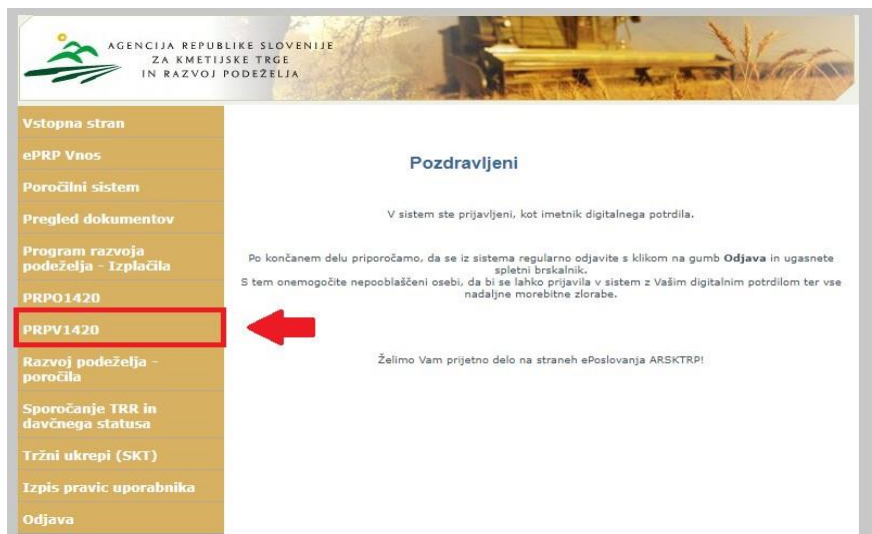 AGENCIJA REPUBLIKE SLOVENIJE
ZA KMETIJSKE TRGE
IN RAZVOJ PODEŽELJA
Vstopna stran
ePRP Vnos
Poročilni sistem
Pregled dokumentov
Program razvoja
podeželja - Izplačila
PRPO1420
PRPV1420
Razvoj podeželja -
poročila
Sporočanje TRR in
davčnega statusa
Tržni ukrepi (SKT)
Izpis pravic uporabnika
Odjava
Pozdravljeni
V sistem ste prijavljeni, kot imetnik digitalnega potrdila.
Po končanem delu priporočamo, da se iz sistema regularno odjavite s klikom na gumb Odjava in ugasnete
spletni brskalnik.
S tem onemogočite nepooblaščeni osebi, da bi se lahko prijavila v sistem z Vašim digitalnim potrdilom ter vse
nadaljne morebitne zlorabe.
Želimo Vam prijetno delo na straneh ePoslovanja ARSKTRP!